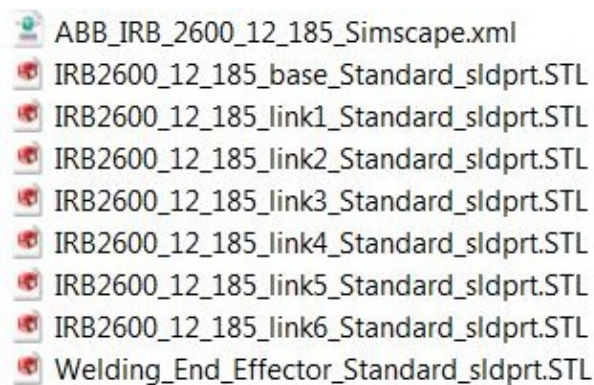 ABB_IRB_2600_12_185_Simscape.xml
IRB2600_12_185_base_Standard_sldprt.STL
IRB2600_12_185_link1_Standard_sldprt.STL
IRB2600_12_185_link2_Standard_sldprt.STL
IRB2600_12_185_link3_Standard_sldprt.STL
IRB2600_12_185_link4_Standard_sldprt.STL
IRB2600_12_185_link5_Standard_sldprt.STL
IRB2600_12_185_link6_Standard_sldprt.STL
Welding_End_Effector_Standard_sldprt.STL